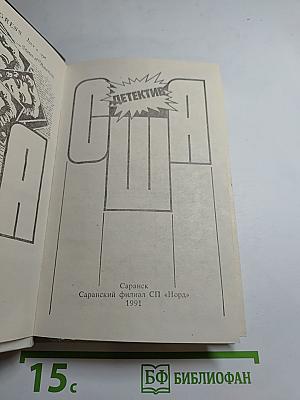 ДЕТЕКТИВ
США
Саранск
Саранский филиал СП «Норд»
1991
А
15с
БФ БИБЛИОФАН